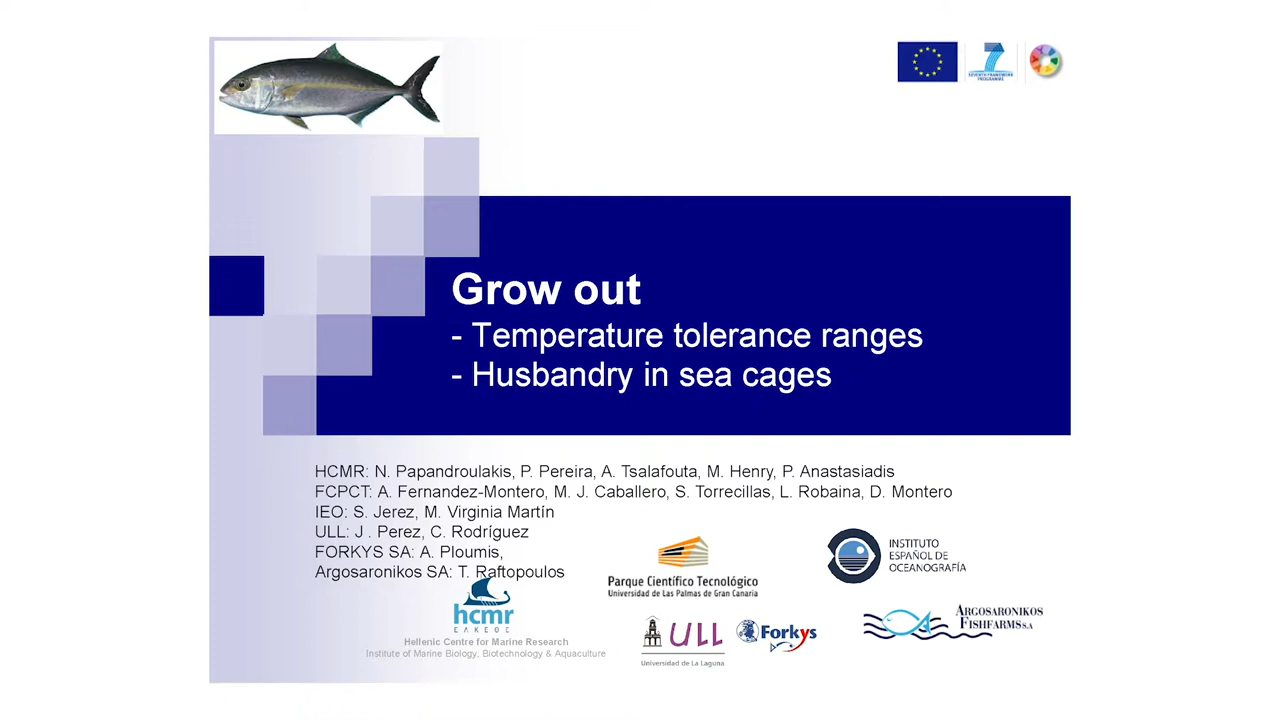 SEVENTH FRAMEWORK
PROGRAMME
Grow out
- Temperature tolerance ranges
- Husbandry in sea cages
HCMR: N. Papandroulakis, P. Pereira, A. Tsalafouta, M. Henry, P. Anastasiadis
FCPCT: A. Fernandez-Montero, M. J. Caballero, S. Torrecillas, L. Robaina, D. Montero
IEO: S. Jerez, M. Virginia Martín
ULL: J . Perez, C. Rodríguez
FORKYS SA: A. Ploumis,
Argosaronikos SA: T. Raftopoulos
hcmr
ΕΛΚΕΘΕ
Hellenic Centre for Marine Research
Institute of Marine Biology, Biotechnology & Aquaculture
Parque Científico Tecnológico
Universidad de Las Palmas de Gran Canaria
INSTITUTO
ESPAÑOL DE
OCEANOGRAFÍA
ULL
Universidad de La Laguna
Forkys
ARGOSARONIKOS
FISHFARMS S.A